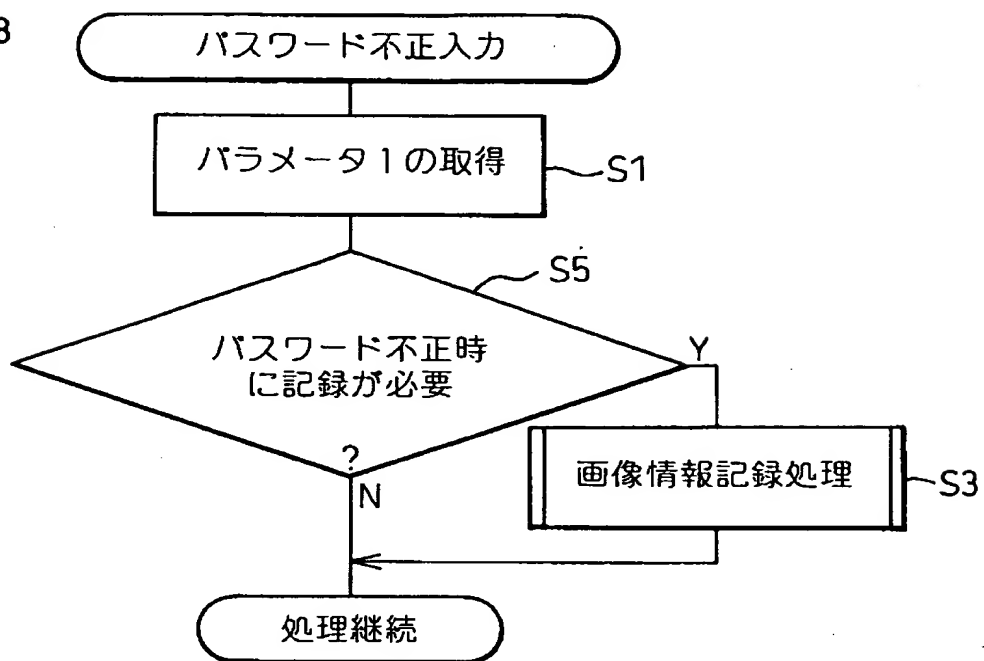 8
パスワード不正入力
パラメータ1の取得
S1
S5
パスワード不正時
に記録が必要
?
Y
N
画像情報記録処理
S3
処理継続